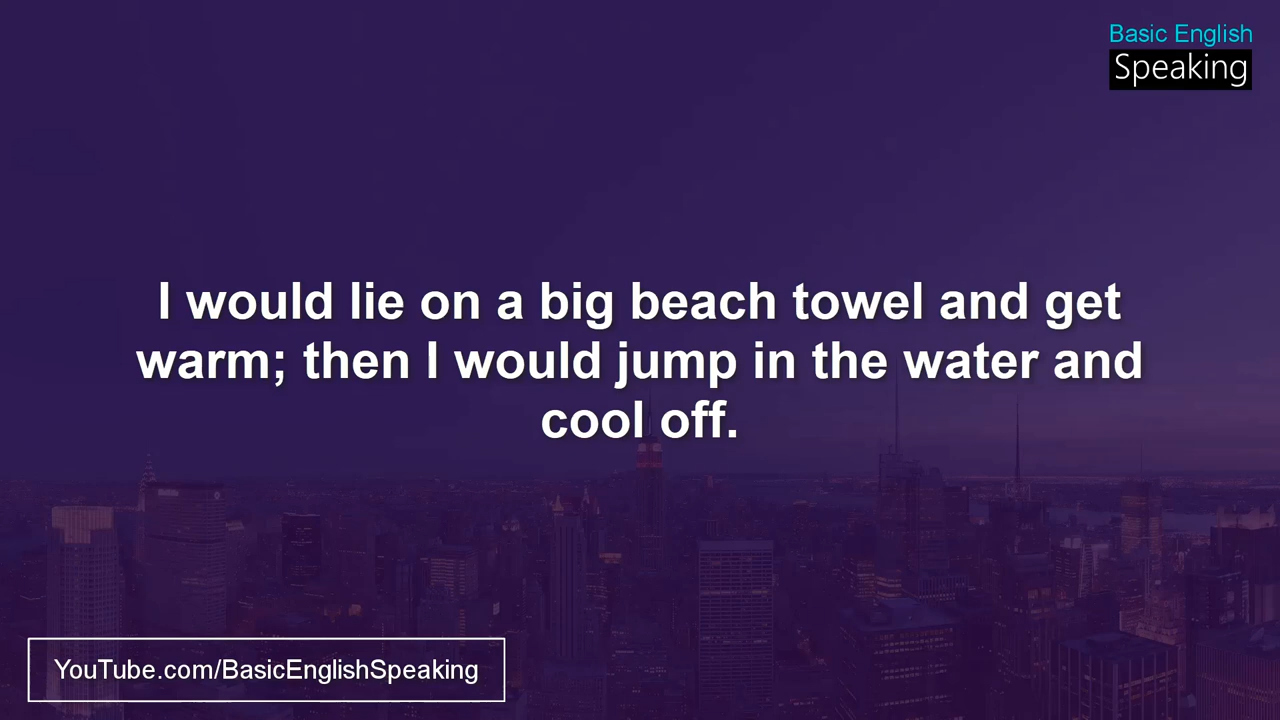 Basic English
Speaking
I would lie on a big beach towel and get
warm; then I would jump in the water and
cool off.
YouTube.com/BasicEnglishSpeaking